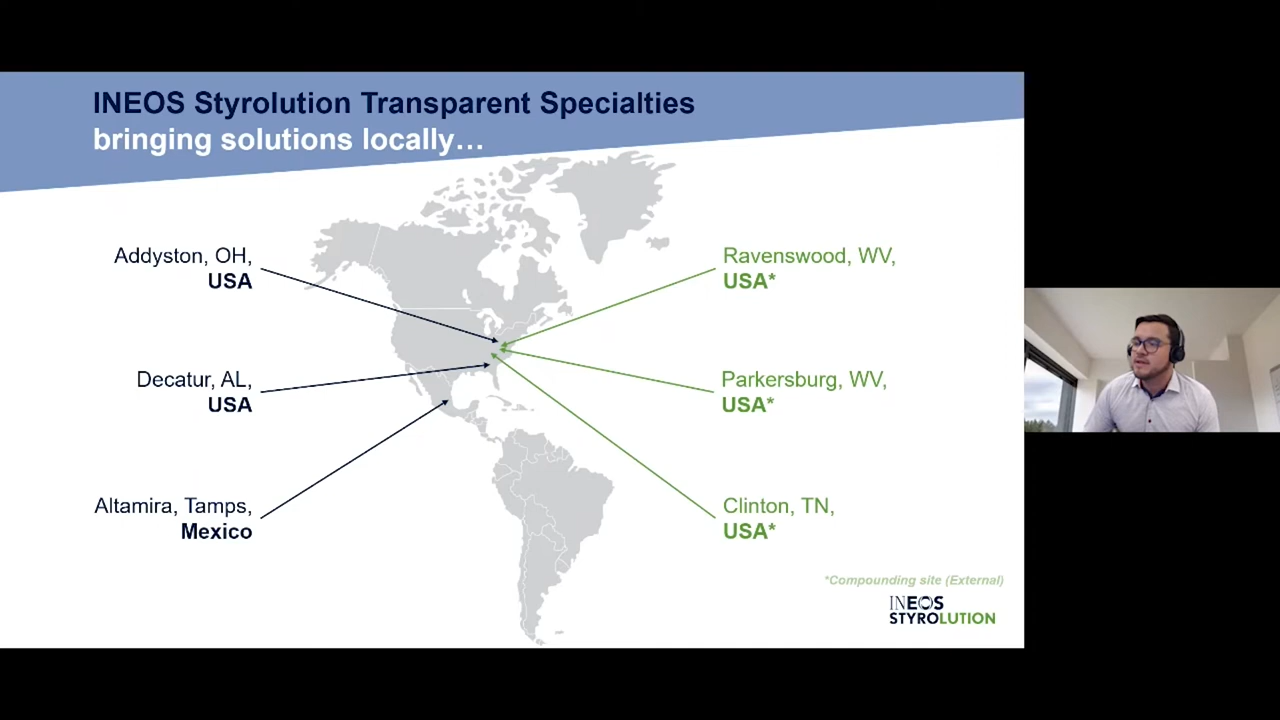 INEOS Styrolution Transparent Specialties
bringing solutions locally…
Addyston, OH,
USA
Decatur, AL,
USA
Altamira, Tamps,
Mexico
Ravenswood, WV,
USA*
Parkersburg, WV,
USA*
Clinton, TN,
USA*
*Compounding site (External)
INEOS
STYROLUTION